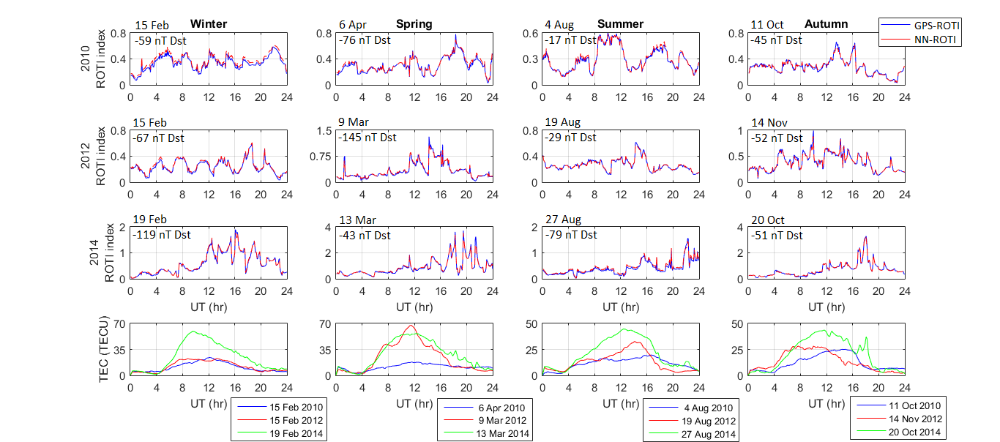 15 Feb Winter 6 Apr Spring 4 Aug Summer 11 Oct Autumn
GPS-ROTI
NN-ROTI
2010
ROTI index
0.8 0.4 0
-59 nT Dst
0 4 8 12 16 20 24
0.8 0.4 0
-76 nT Dst
0 4 8 12 16 20 24
0.6 0.3 0
-17 nT Dst
0 4 8 12 16 20 24
0.8 0.4 0
-45 nT Dst
0 4 8 12 16 20 24
2012
ROTI index
15 Feb
0.8 0.4 0
-67 nT Dst
0 4 8 12 16 20 24
9 Mar
1.5 0.75 0
-145 nT Dst
0 4 8 12 16 20 24
19 Aug
0.8 0.4 0
-29 nT Dst
0 4 8 12 16 20 24
14 Nov
1 0.5 0
-52 nT Dst
0 4 8 12 16 20 24
2014
ROTI index
19 Feb
2 1 0
-119 nT Dst
0 4 8 12 16 20 24
UT (hr)
13 Mar
4 2 0
-43 nT Dst
0 4 8 12 16 20 24
UT (hr)
27 Aug
2 1 0
-79 nT Dst
0 4 8 12 16 20 24
UT (hr)
20 Oct
4 2 0
-51 nT Dst
0 4 8 12 16 20 24
UT (hr)
TEC (TECU)
70 35 0
0 4 8 12 16 20 24
UT (hr)
15 Feb 2010
15 Feb 2012
19 Feb 2014
70 35 0
0 4 8 12 16 20 24
UT (hr)
6 Apr 2010
9 Mar 2012
13 Mar 2014
50 25 0
0 4 8 12 16 20 24
UT (hr)
4 Aug 2010
19 Aug 2012
27 Aug 2014
50 25 0
0 4 8 12 16 20 24
UT (hr)
11 Oct 2010
14 Nov 2012
20 Oct 2014